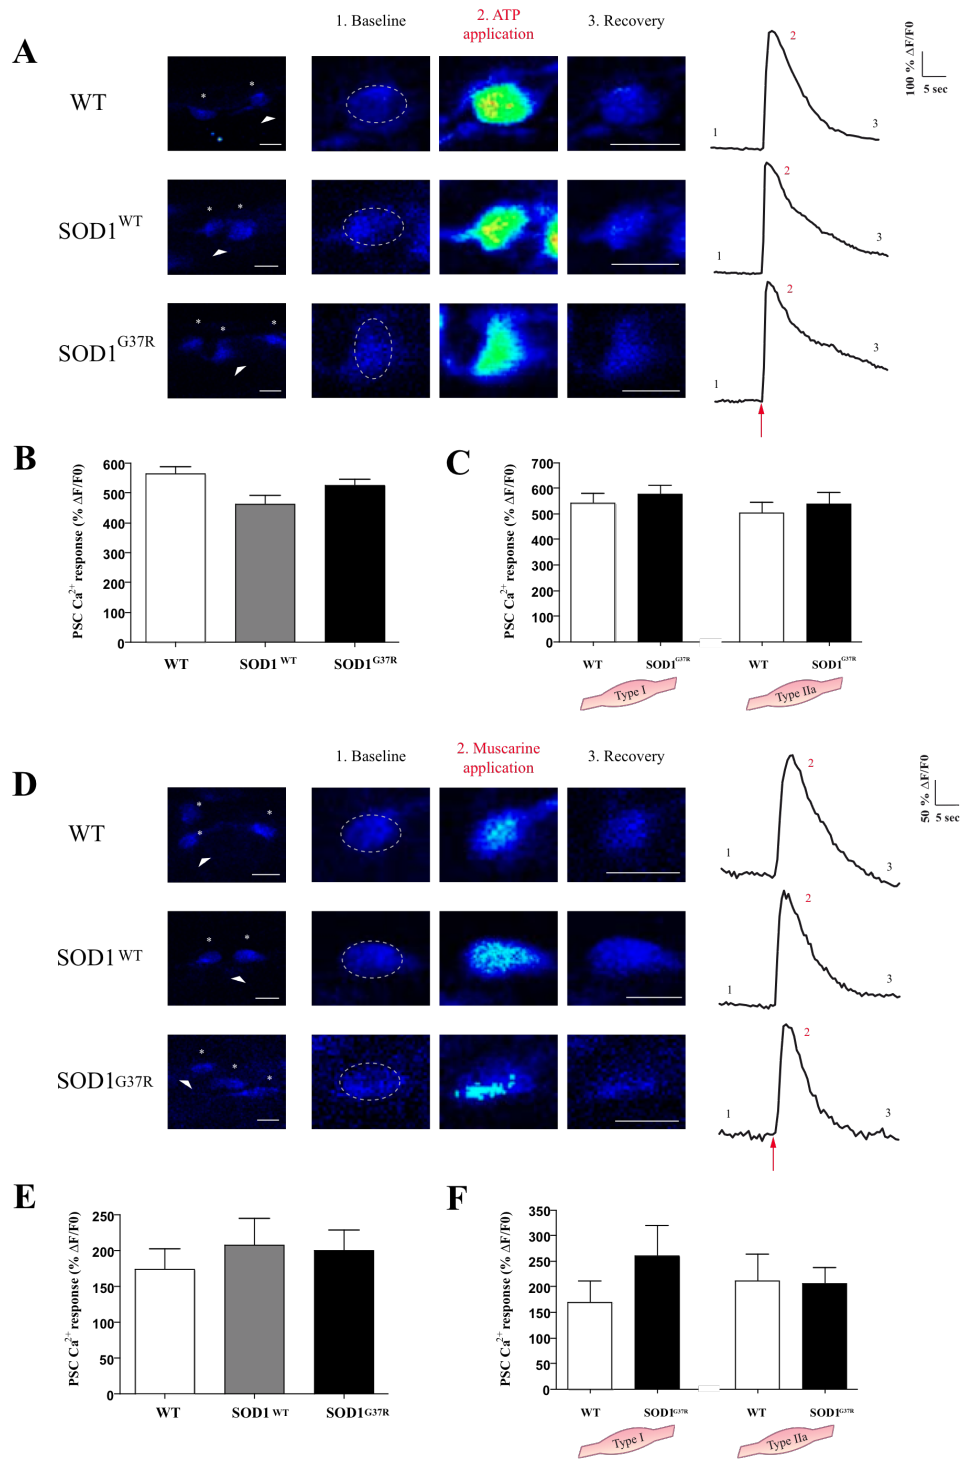 1. Baseline
2. ATP
application
3. Recovery
A
WT
* *
1 2 3
100 % ΔF/F0
5 sec
SOD1WT
* *
1 2 3
SOD1G37R
* * *
1 2 3
B
PSC Ca2+ response (% ΔF/F0)
600
500
400
300
200
100
0
WT SOD1WT SOD1G37R
C
PSC Ca2+ response (% ΔF/F0)
700
600
500
400
300
200
100
0
WT SOD1G37R WT SOD1G37R
Type I Type IIa
1. Baseline
2. Muscarine
application
3. Recovery
D
WT
* * *
1 2 3
50 % ΔF/F0
5 sec
SOD1WT
* *
1 2 3
SOD1G37R
* * *
1 2 3
E
PSC Ca2+ response (% ΔF/F0)
250
200
150
100
50
0
WT SOD1WT SOD1G37R
F
PSC Ca2+ response (% ΔF/F0)
350
300
250
200
150
100
50
0
WT SOD1G37R WT SOD1G37R
Type I Type IIa